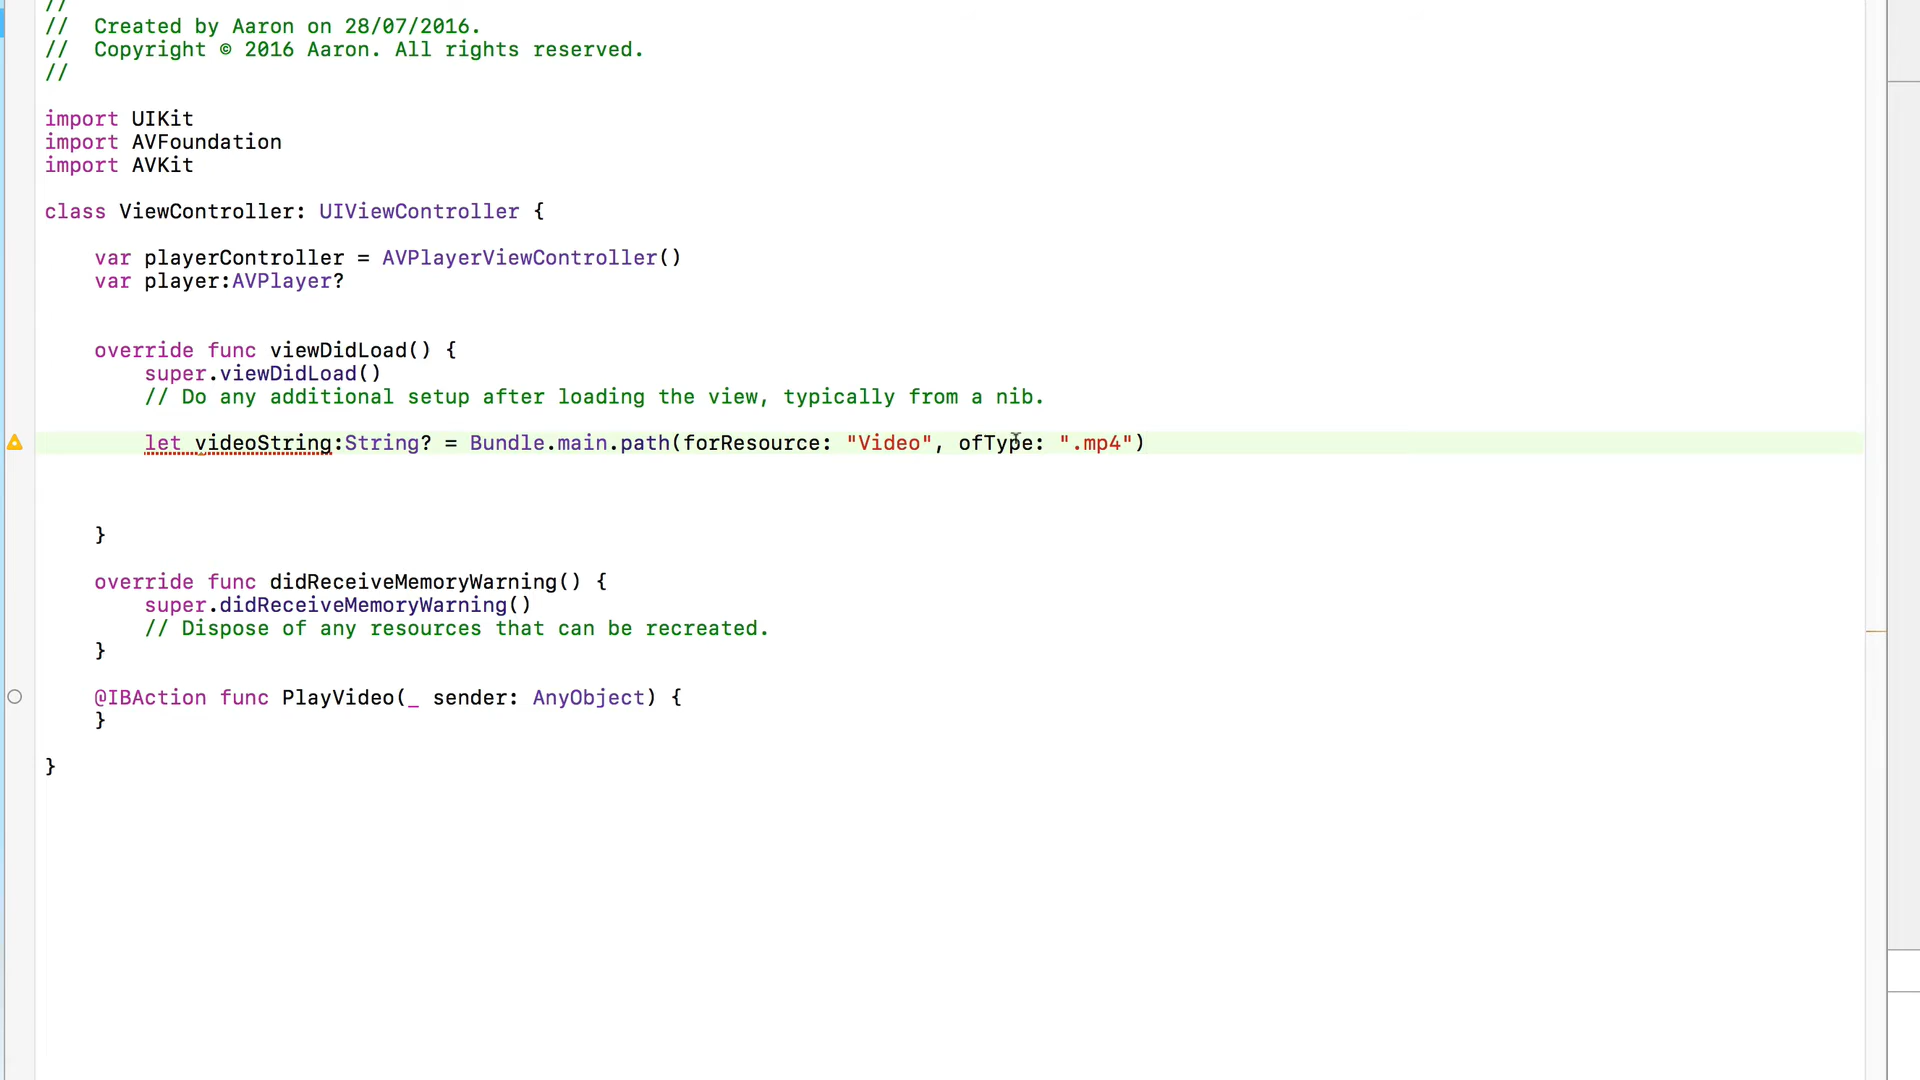 //
//  Created by Aaron on 28/07/2016.
//  Copyright © 2016 Aaron. All rights reserved.
//
import UIKit
import AVFoundation
import AVKit
class ViewController: UIViewController {
    var playerController = AVPlayerViewController()
    var player:AVPlayer?
    override func viewDidLoad() {
        super.viewDidLoad()
        // Do any additional setup after loading the view, typically from a nib.
        let videoString:String? = Bundle.main.path(forResource: "Video", ofType: ".mp4")
    }
    override func didReceiveMemoryWarning() {
        super.didReceiveMemoryWarning()
        // Dispose of any resources that can be recreated.
    }
    @IBAction func PlayVideo(_ sender: AnyObject) {
    }
}